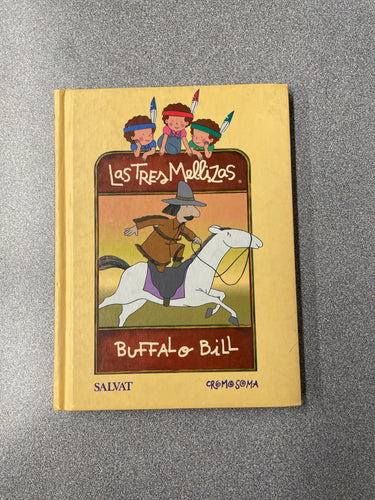 Las Tres Mellizas
Buffalo Bill
SALVAT
CROMOSOMA